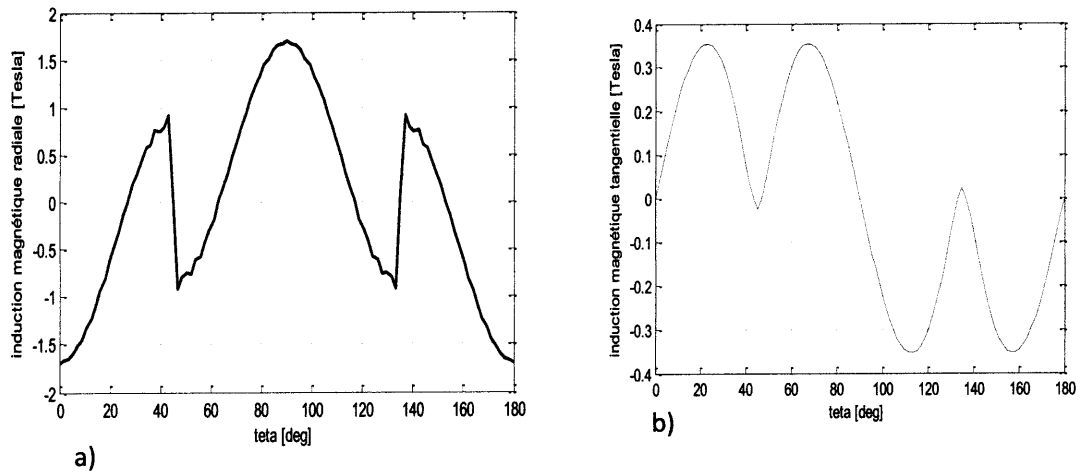 induction magnétique radiale [Tesla]
2
1.5
1
0.5
0
-0.5
-1
-1.5
-2
0 20 40 60 80 100 120 140 160 180
teta [deg]
a)
induction magnétique tangentielle [Tesla]
0.4
0.3
0.2
0.1
0
-0.1
-0.2
-0.3
-0.4
0 20 40 60 80 100 120 140 160 180
teta [deg]
b)